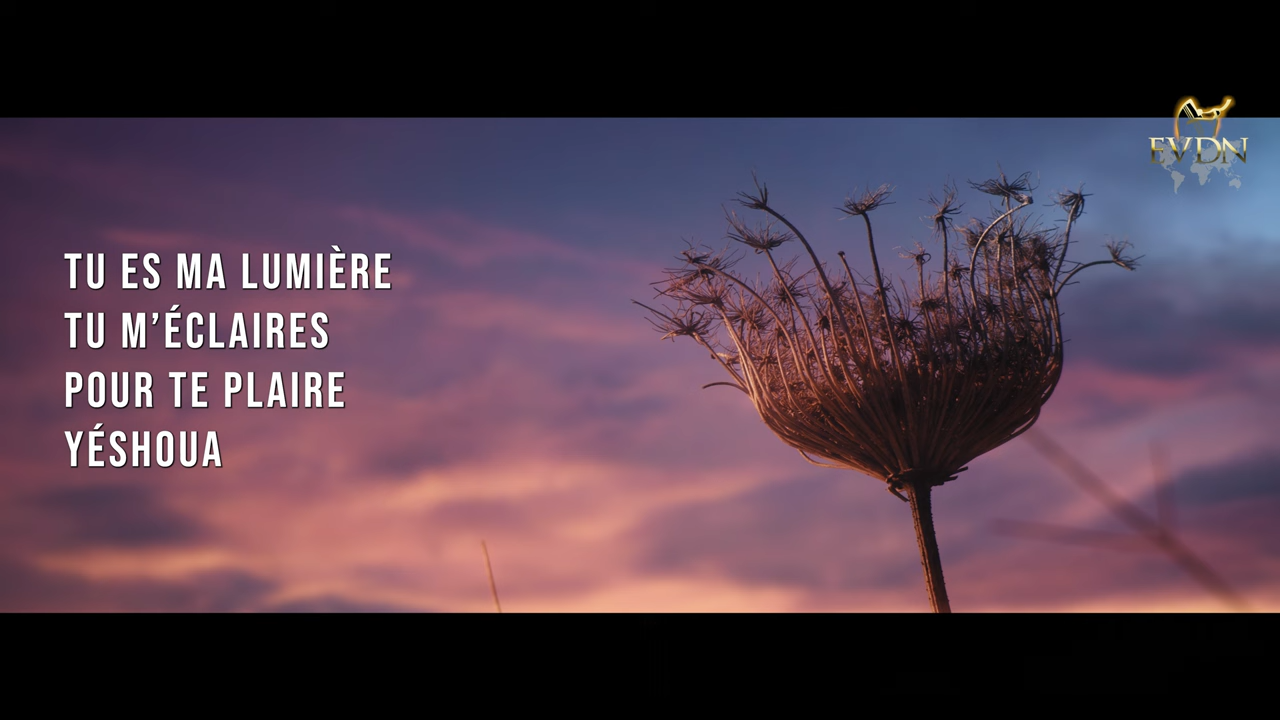 TU ES MA LUMIÈRE
TU M’ÉCLAIRES
POUR TE PLAIRE
YÉSHOUA
EVDN